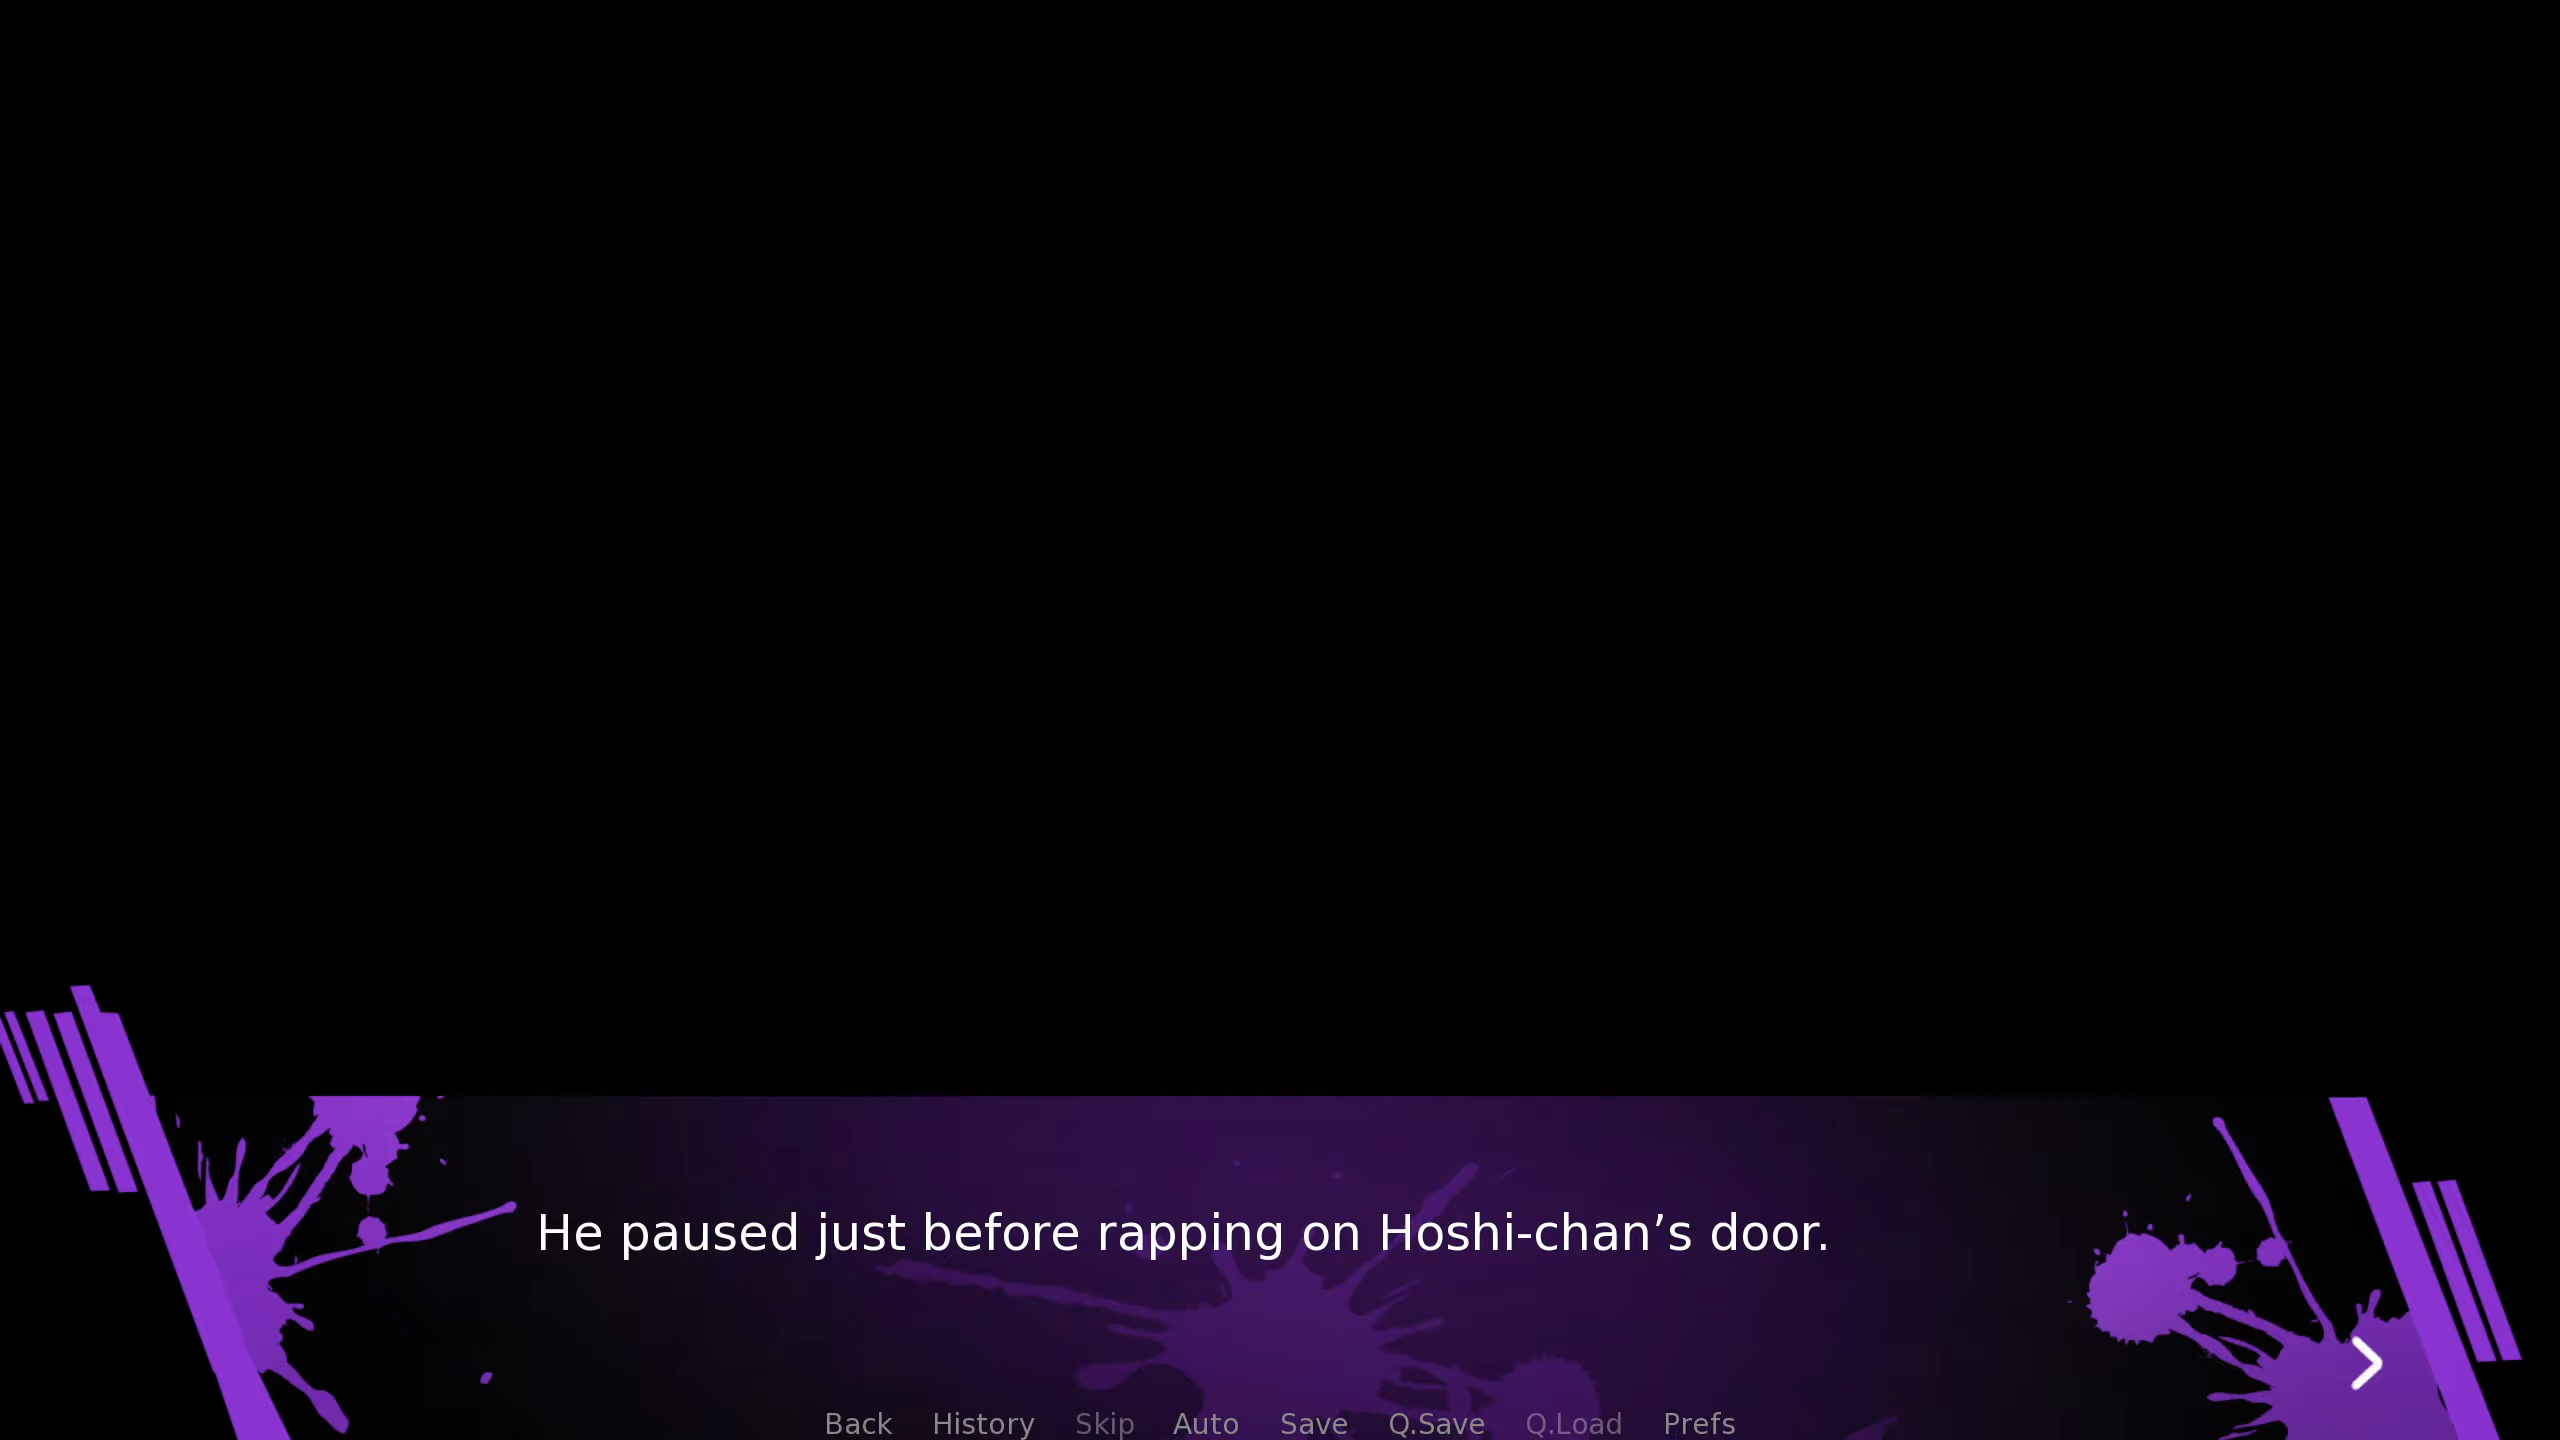 He paused just before rapping on Hoshi-chan’s door.
Back History Skip Auto Save Q.Save Q.Load Prefs